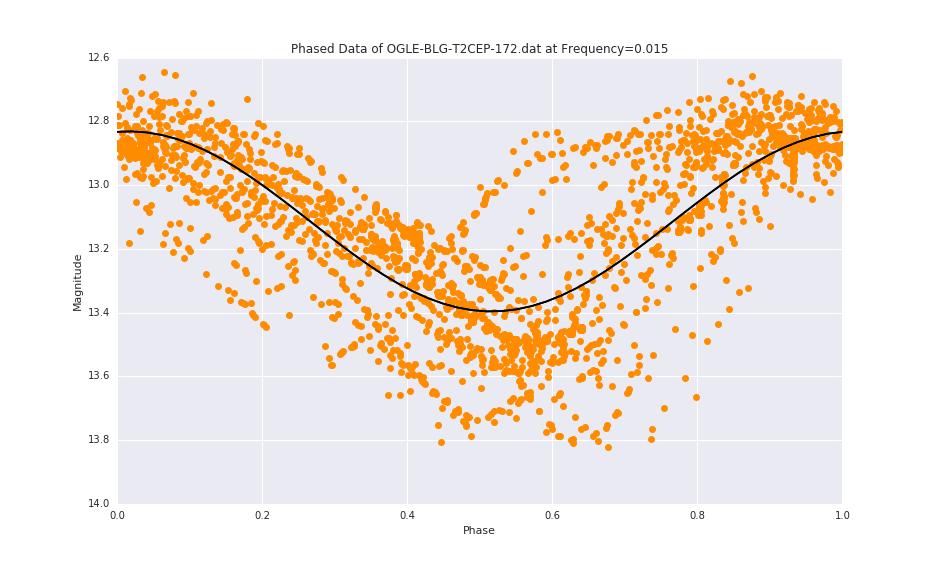 Phased Data of OGLE-BLG-T2CEP-172.dat at Frequency=0.015
12.6
12.8
13.0
13.2
13.4
13.6
13.8
14.0
Magnitude
0.0 0.2 0.4 0.6 0.8 1.0
Phase